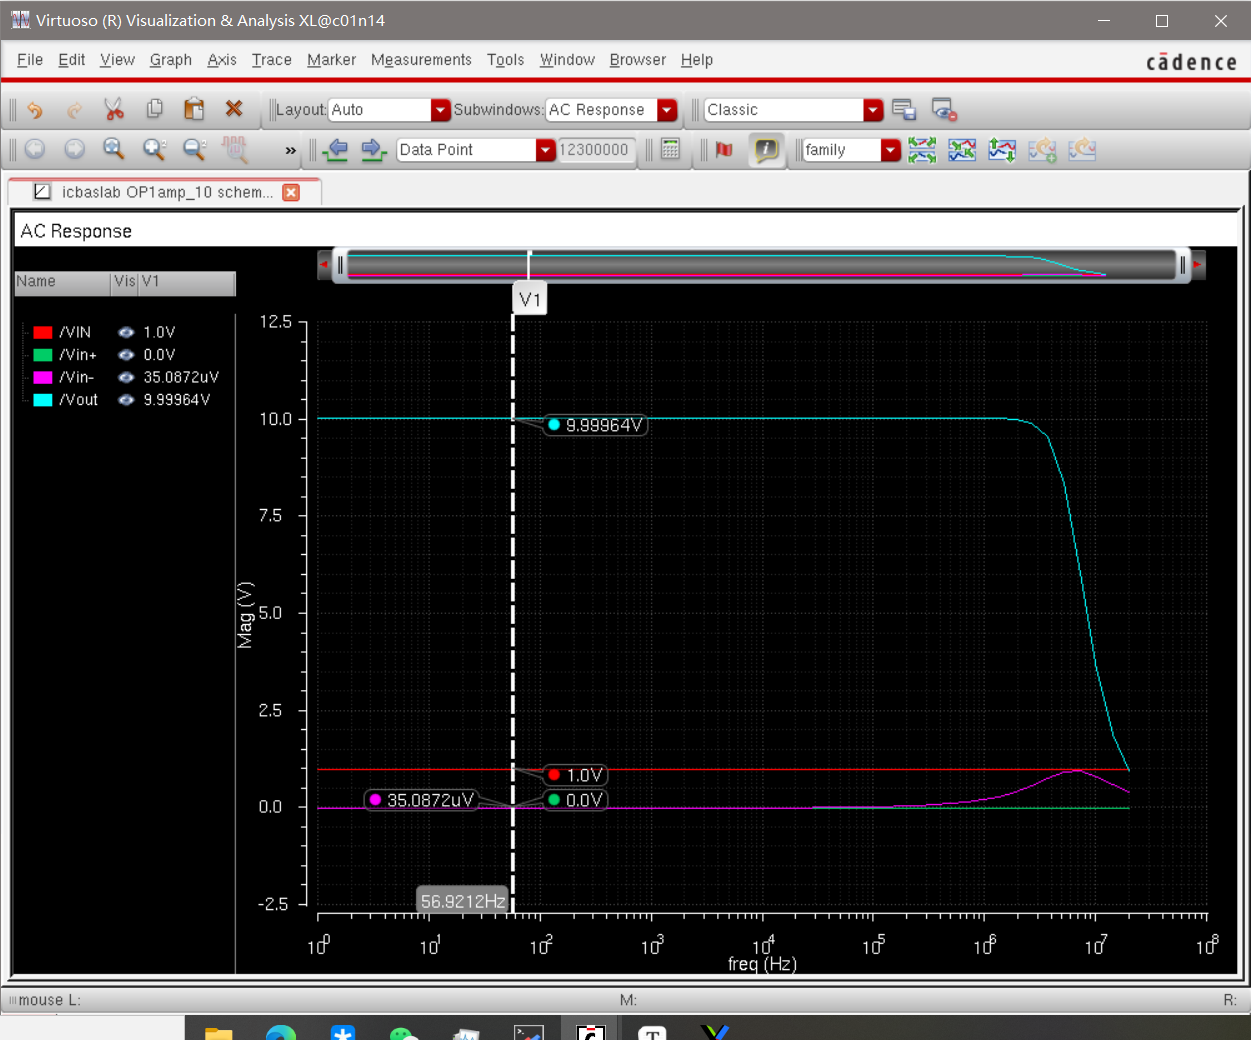 Virtuoso (R) Visualization & Analysis XL@c01n14
File Edit View Graph Axis Trace Marker Measurements Tools Window Browser Help
cādence
Layout: Auto Subwindows: AC Response Classic
» Data Point 12300000 family
icbaslab OP1amp_10 schem...
AC Response
Name Vis V1
/VIN 1.0V
/Vin+ 0.0V
/Vin- 35.0872uV
/Vout 9.99964V
V1
12.5
10.0
7.5
5.0
2.5
0.0
-2.5
Mag (V)
9.99964V
1.0V
35.0872uV
0.0V
56.9212Hz
10^0 10^1 10^2 10^3 10^4 10^5 10^6 10^7 10^8
freq (Hz)
mouse L: M: R: